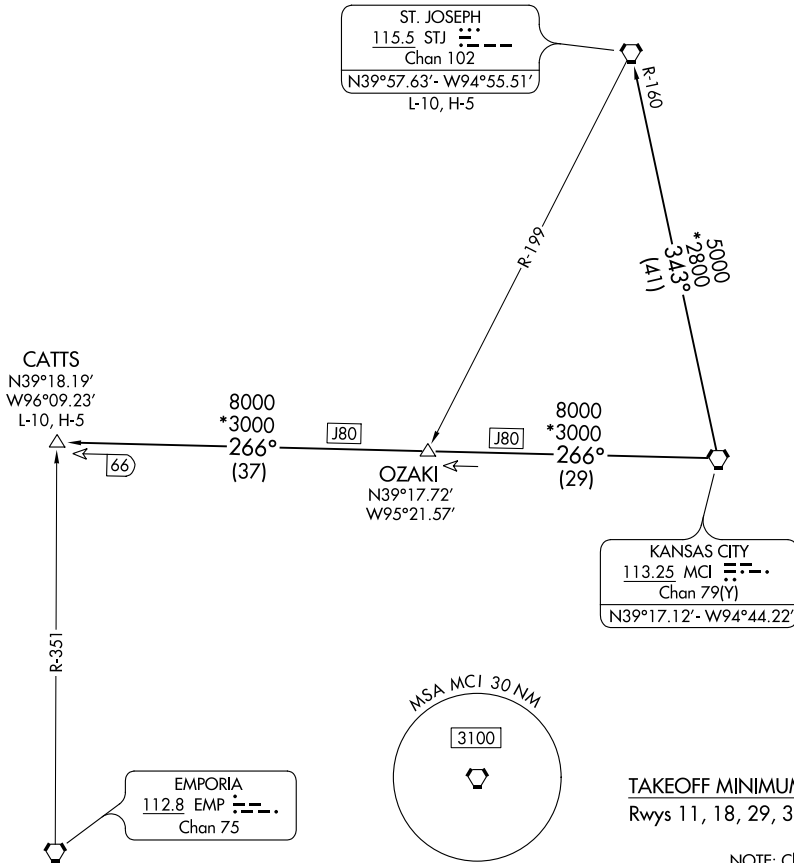 ST. JOSEPH
115.5 STJ
Chan 102
N39°57.63'- W94°55.51'
L-10, H-5
R-160
R-199
5000
*2800
343°
(41)
CATTS
N39°18.19'
W96°09.23'
L-10, H-5
66
8000
*3000
266°
(37)
J80
OZAKI
N39°17.72'
W95°21.57'
J80
8000
*3000
266°
(29)
KANSAS CITY
113.25 MCI
Chan 79(Y)
N39°17.12'- W94°44.22'
R-351
MSA MCI 30 NM
3100
EMPORIA
112.8 EMP
Chan 75
TAKEOFF MINIMUM
Rwys 11, 18, 29, 3
NOTE: Ch